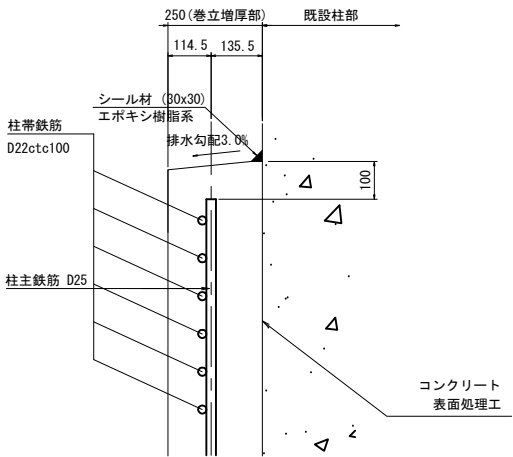 250(巻立増厚部) 既設柱部
114.5 135.5
シール材 (30x30)
エポキシ樹脂系
柱帯鉄筋
D22ctc100
排水勾配3.0%
100
柱主鉄筋 D25
コンクリート
表面処理工